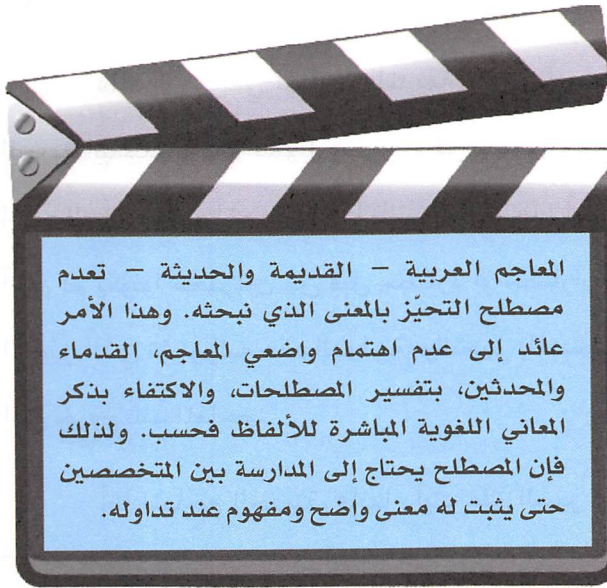 المعاجم العربية – القديمة والحديثة – تعدم
مصطلح التحيّز بالمعنى الذي نبحثه. وهذا الأمر
عائد إلى عدم اهتمام واضعي المعاجم، القدماء
والمحدثين، بتفسير المصطلحات، والاكتفاء بذكر
المعاني اللغوية المباشرة للألفاظ فحسب. ولذلك
فإن المصطلح يحتاج إلى المدارسة بين المتخصصين
حتى يثبت له معنى واضح ومفهوم عند تداوله.